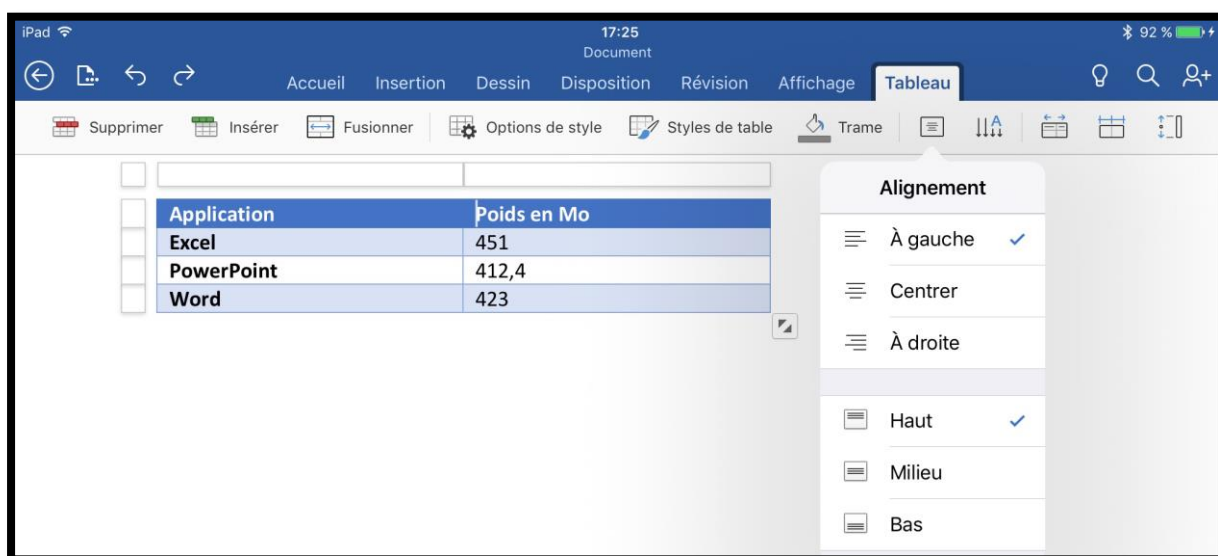 iPad
17:25
92 %
Document
Accueil Insertion Dessin Disposition Révision Affichage Tableau
Supprimer Insérer Fusionner Options de style Styles de table Trame
Alignement
Application Poids en Mo
Excel 451
PowerPoint 412,4
Word 423
À gauche
Centrer
À droite
Haut
Milieu
Bas